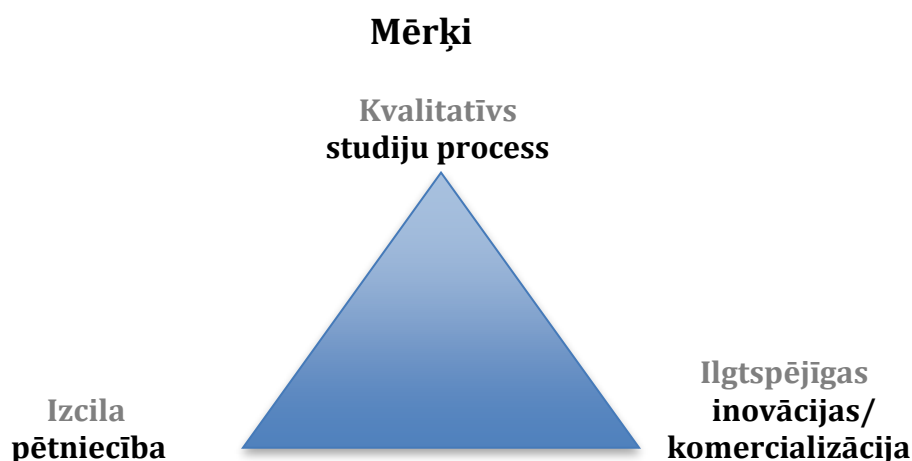 Mērķi
Kvalitatīvs
studiju process
Izcila
pētniecība
Ilgtspējīgas
inovācijas/
komercializācija